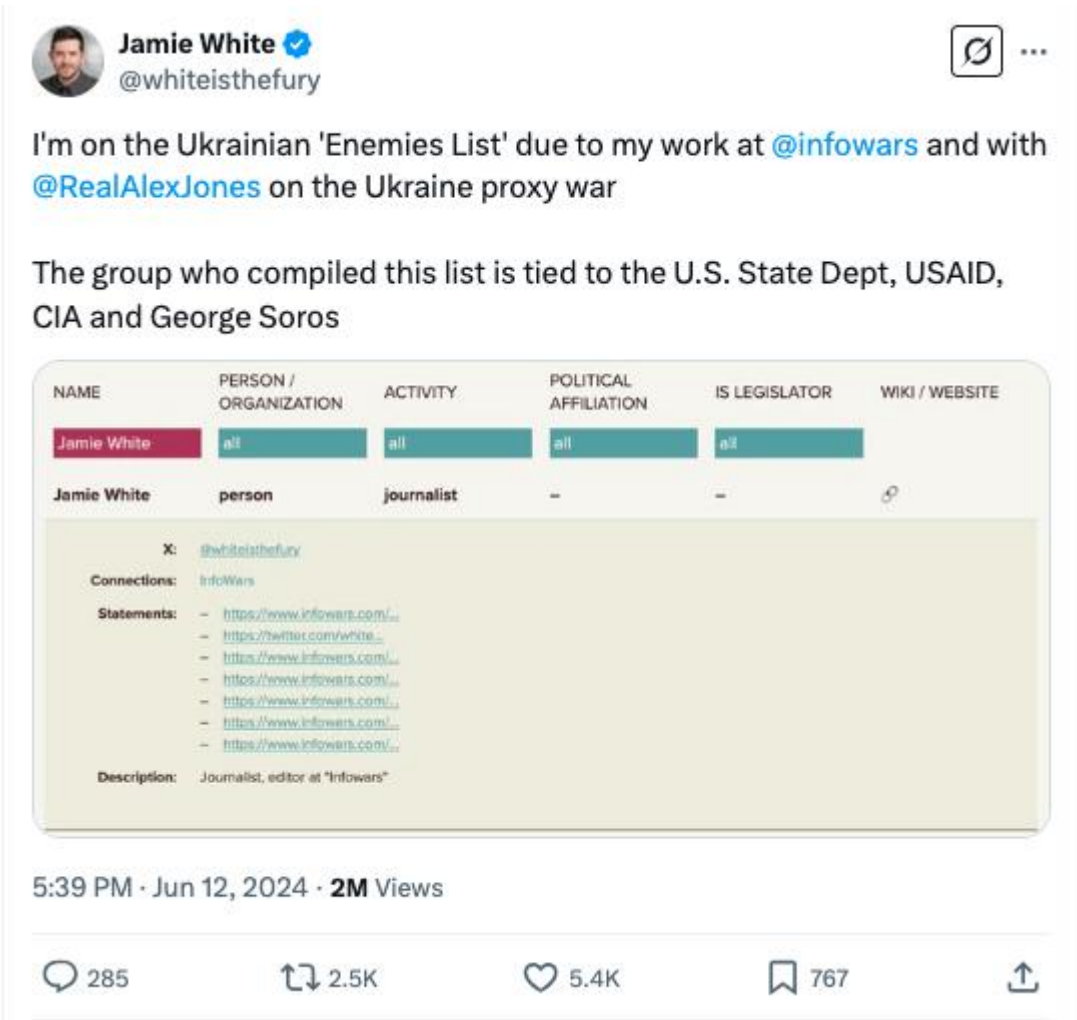 Jamie White
@whiteisthefury
I'm on the Ukrainian 'Enemies List' due to my work at @infowars and with
@RealAlexJones on the Ukraine proxy war
The group who compiled this list is tied to the U.S. State Dept, USAID,
CIA and George Soros
NAME PERSON / ORGANIZATION ACTIVITY POLITICAL AFFILIATION IS LEGISLATOR WIKI / WEBSITE
Jamie White all all all all
Jamie White person journalist – –
X: @whiteisthefury
Connections: InfoWars
Statements: – https://www.infowars.com/...
– https://twitter.com/white...
– https://www.infowars.com/...
– https://www.infowars.com/...
– https://www.infowars.com/...
– https://www.infowars.com/...
– https://www.infowars.com/...
Description: Journalist, editor at "Infowars"
5:39 PM · Jun 12, 2024 · 2M Views
285 2.5K 5.4K 767